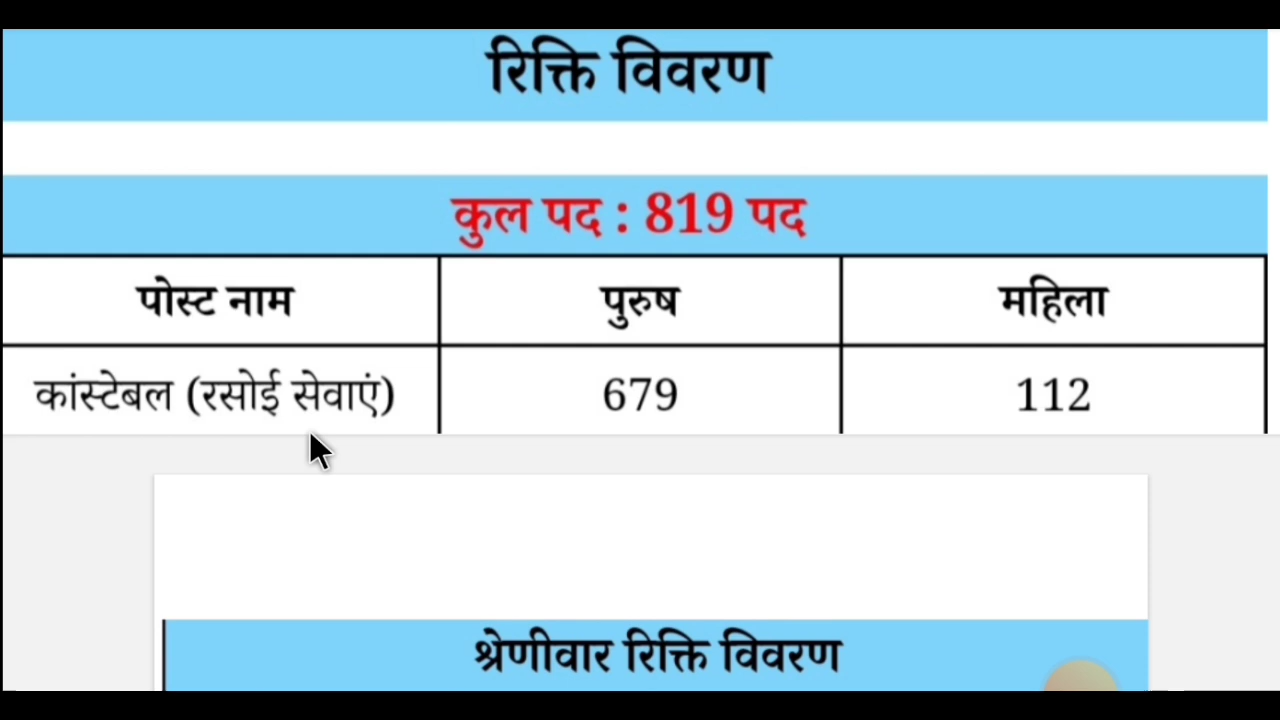 रिक्ति विवरण
कुल पद : 819 पद
पोस्ट नाम पुरुष महिला
कांस्टेबल (रसोई सेवाएं) 679 112
श्रेणीवार रिक्ति विवरण